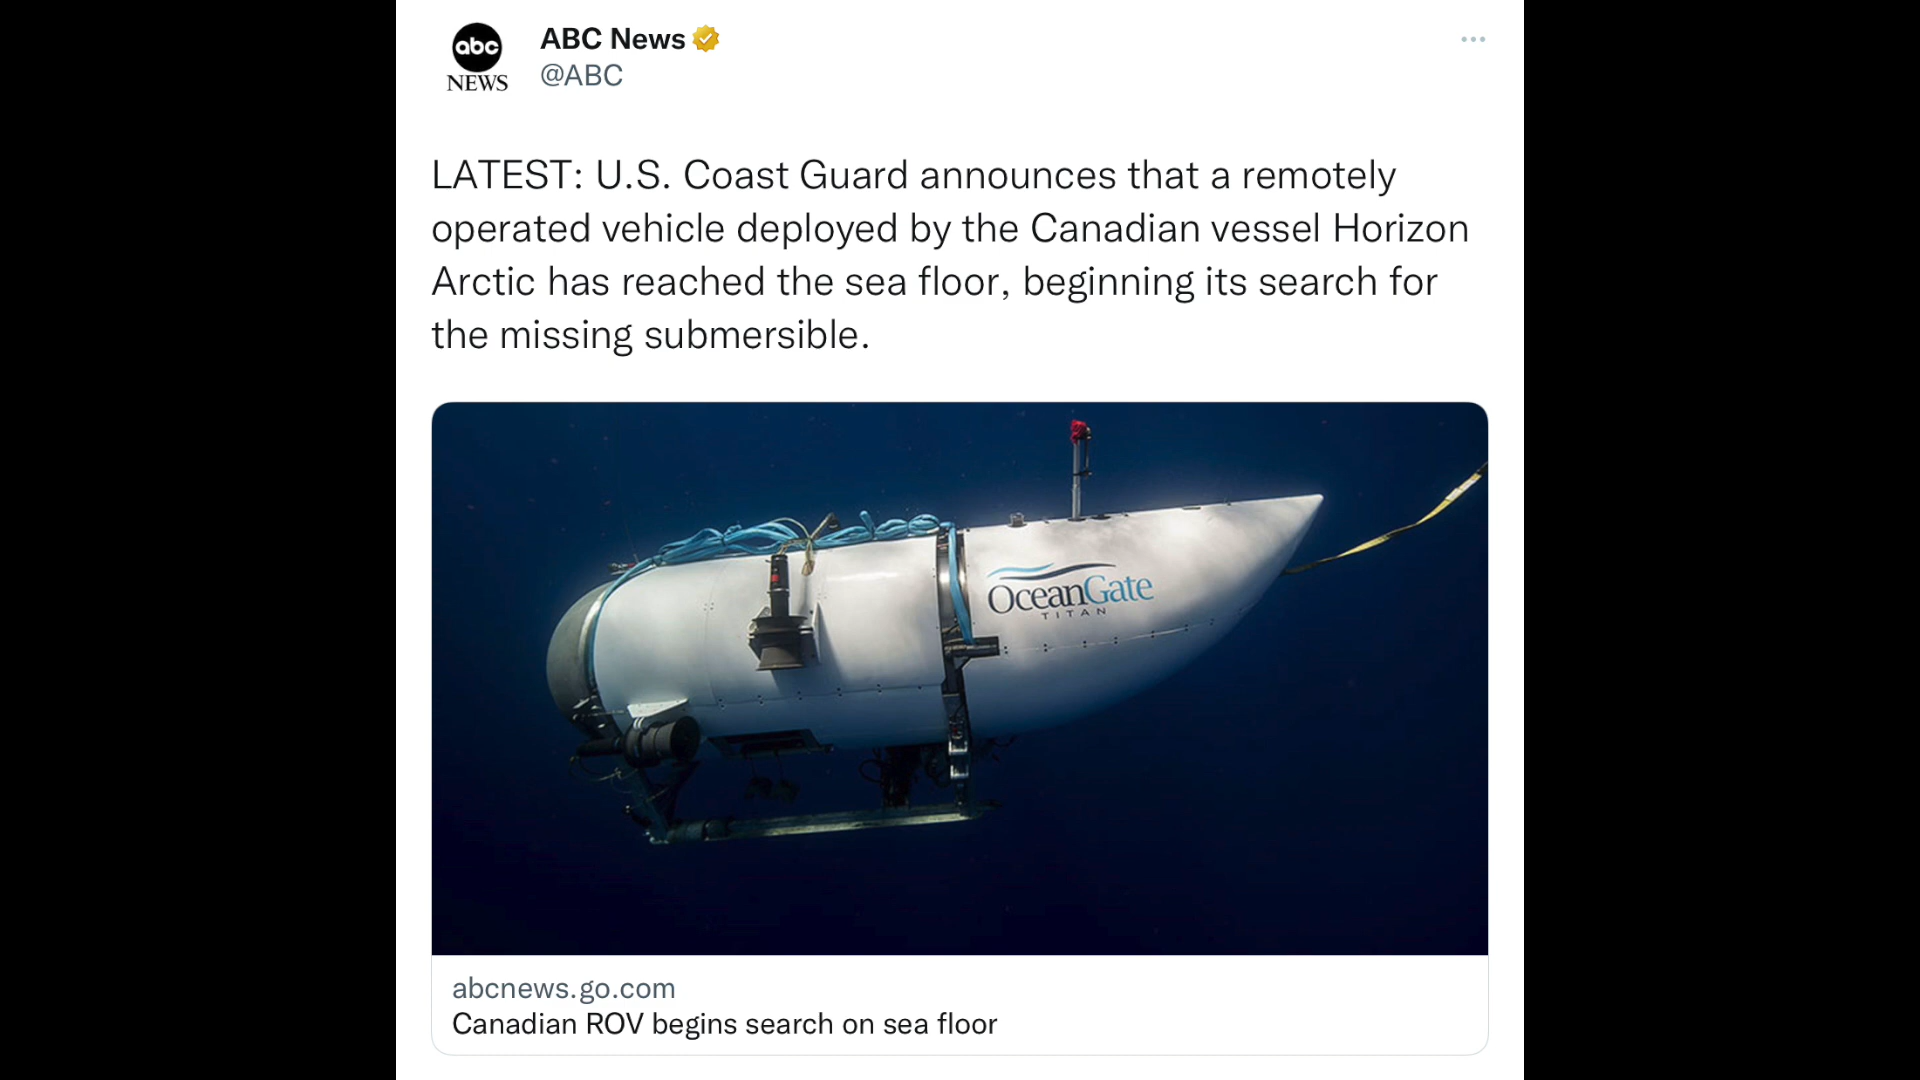 abc
NEWS
ABC News
@ABC
LATEST: U.S. Coast Guard announces that a remotely
operated vehicle deployed by the Canadian vessel Horizon
Arctic has reached the sea floor, beginning its search for
the missing submersible.
OceanGate
TITAN
abcnews.go.com
Canadian ROV begins search on sea floor